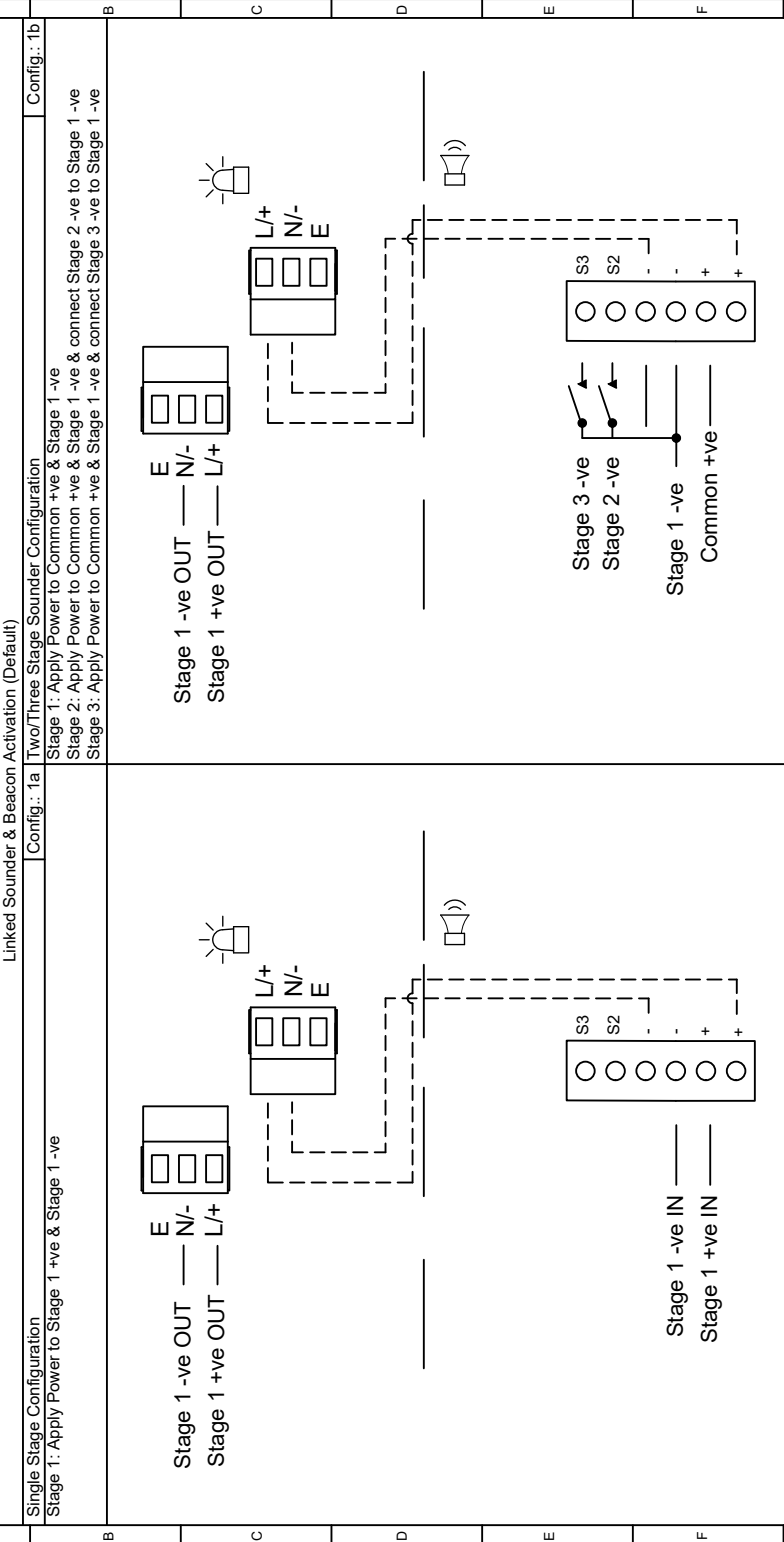 Linked Sounder & Beacon Activation (Default)
Single Stage Configuration
Config.: 1a
Stage 1: Apply Power to Stage 1 +ve & Stage 1 -ve
Two/Three Stage Sounder Configuration
Config.: 1b
Stage 1: Apply Power to Common +ve & Stage 1 -ve
Stage 2: Apply Power to Common +ve & Stage 1 -ve & connect Stage 2 -ve to Stage 1 -ve
Stage 3: Apply Power to Common +ve & Stage 1 -ve & connect Stage 3 -ve to Stage 1 -ve
B
C
D
E
F
E
N/-
L/+
Stage 1 -ve OUT
Stage 1 +ve OUT
L/+
N/-
E
S3
S2
-
-
+
+
Stage 1 -ve IN
Stage 1 +ve IN
E
N/-
L/+
Stage 1 -ve OUT
Stage 1 +ve OUT
L/+
N/-
E
S3
S2
-
-
+
+
Stage 3 -ve
Stage 2 -ve
Stage 1 -ve
Common +ve
B
C
D
E
F